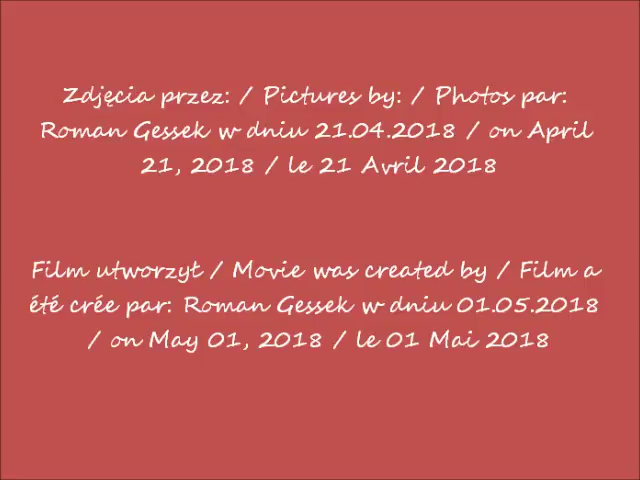 Zdjęcia przez: / Pictures by: / Photos par:
Roman Gessek w dniu 21.04.2018 / on April
21, 2018 / le 21 Avril 2018
Film utworzył / Movie was created by / Film a
été crée par: Roman Gessek w dniu 01.05.2018
/ on May 01, 2018 / le 01 Mai 2018